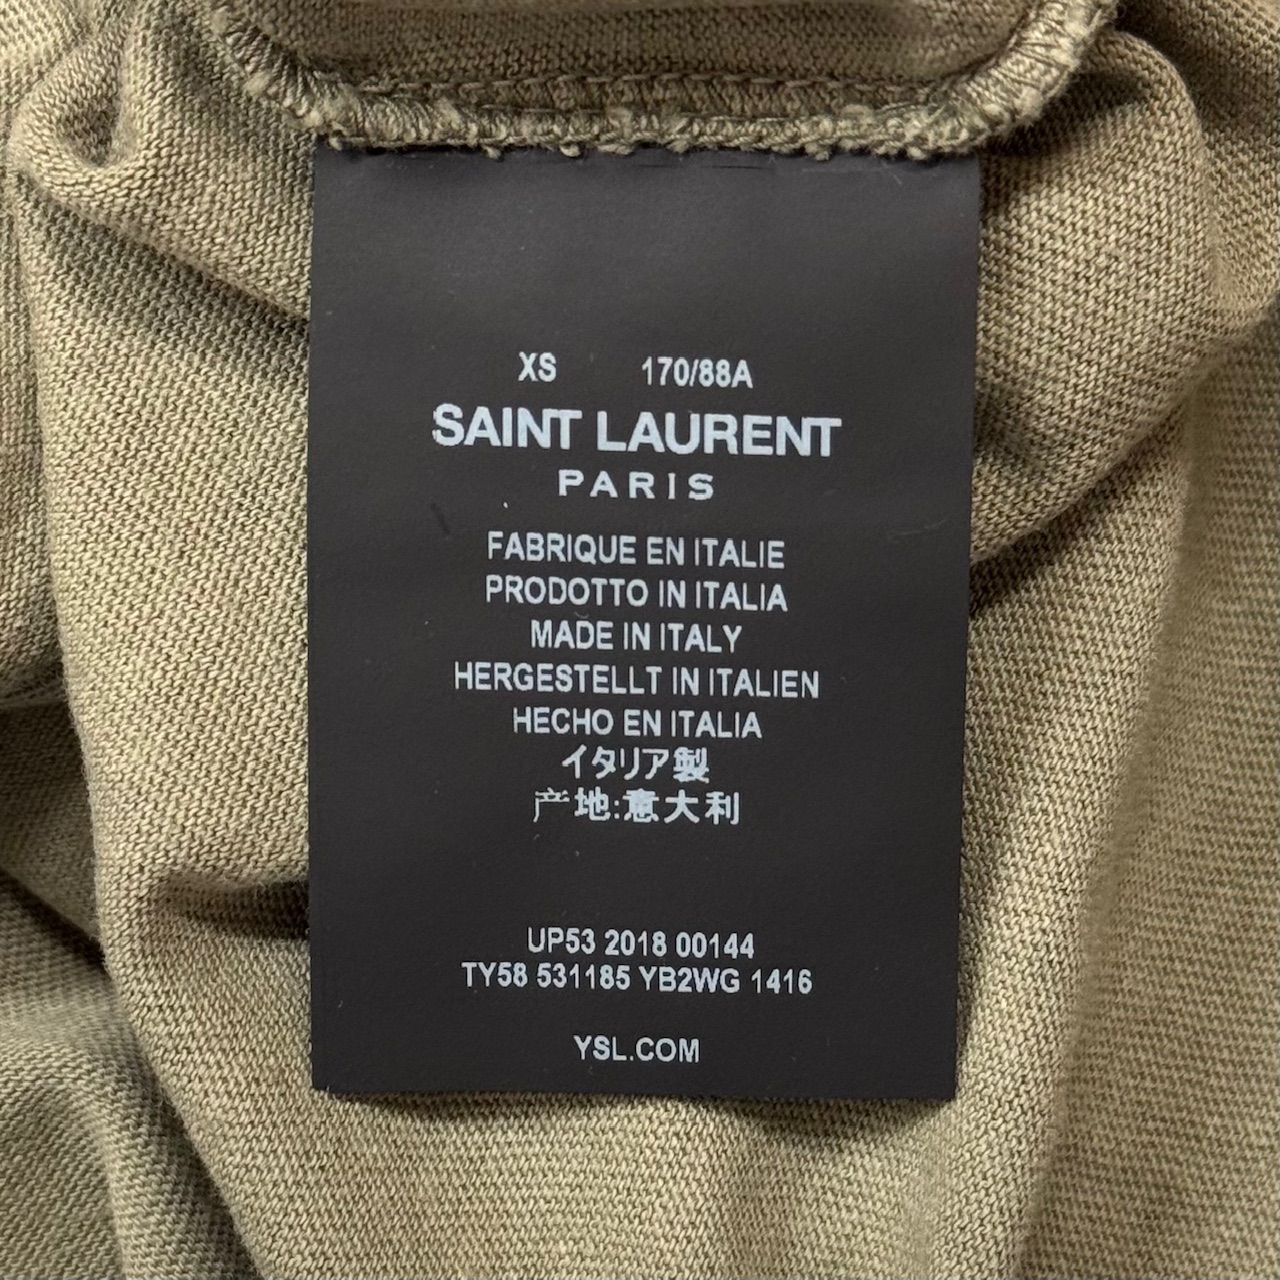 XS 170/88A
SAINT LAURENT
PARIS
FABRIQUE EN ITALIE
PRODOTTO IN ITALIA
MADE IN ITALY
HERGESTELLT IN ITALIEN
HECHO EN ITALIA
イタリア製
产地:意大利
UP53 2018 00144
TY58 531185 YB2WG 1416
YSL.COM